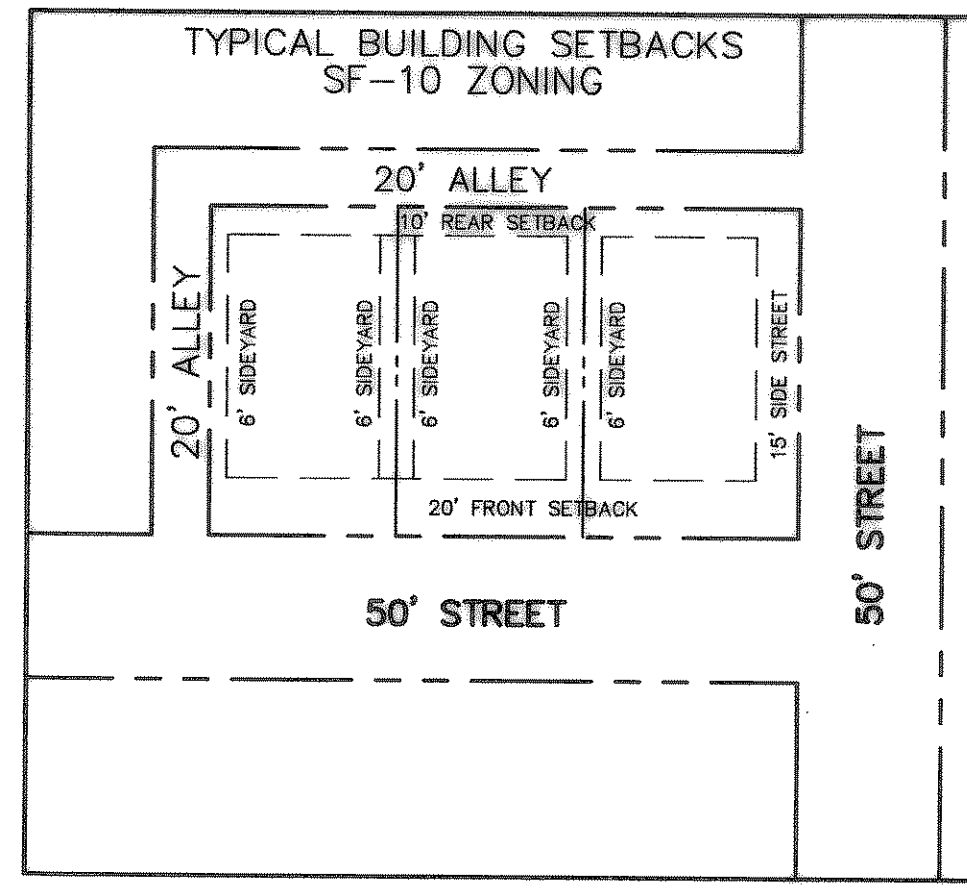 TYPICAL BUILDING SETBACKS
SF-10 ZONING
20' ALLEY
10' REAR SETBACK
20' ALLEY
6' SIDEYARD
6' SIDEYARD
6' SIDEYARD
6' SIDEYARD
6' SIDEYARD
15' SIDE STREET
20' FRONT SETBACK
50' STREET
50' STREET